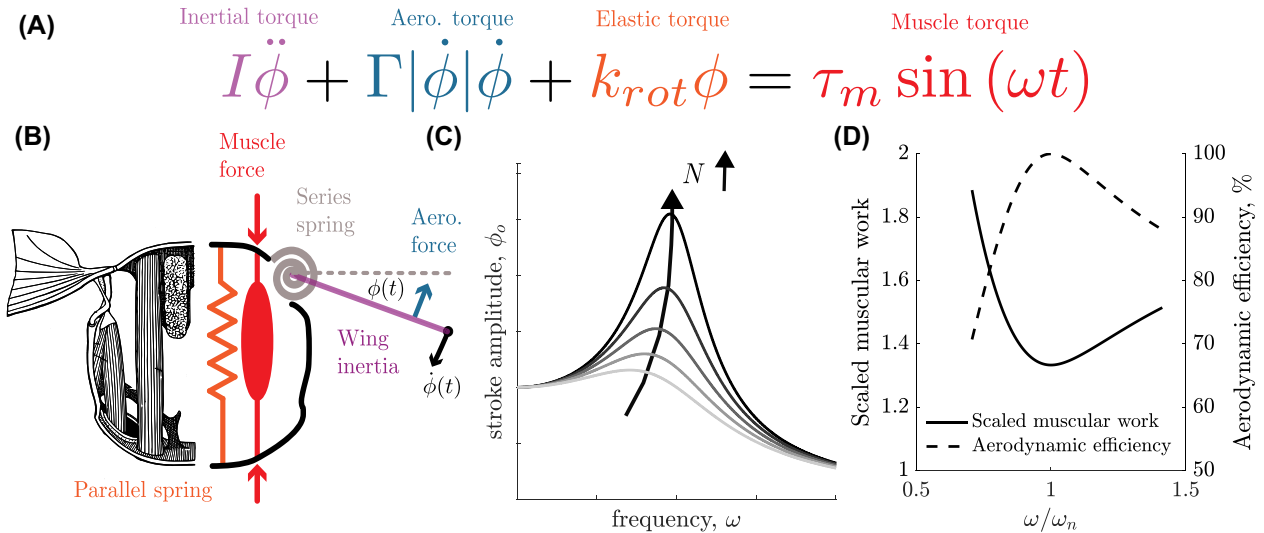 (A)
Inertial torque
Aero. torque
Elastic torque
Muscle torque
Iφ̈ + Γ|φ̇|φ̇ + k_rot φ = τ_m sin (ωt)
(B)
Muscle
force
Series
spring
Aero.
force
φ(t)
Wing
inertia
φ̇(t)
Parallel spring
(C)
N
stroke amplitude, φ_o
frequency, ω
(D)
Scaled muscular work
2
1.8
1.6
1.4
1.2
1
0.5
1
1.5
ω/ω_n
100
90
80
70
60
50
Aerodynamic efficiency, %
Scaled muscular work
Aerodynamic efficiency